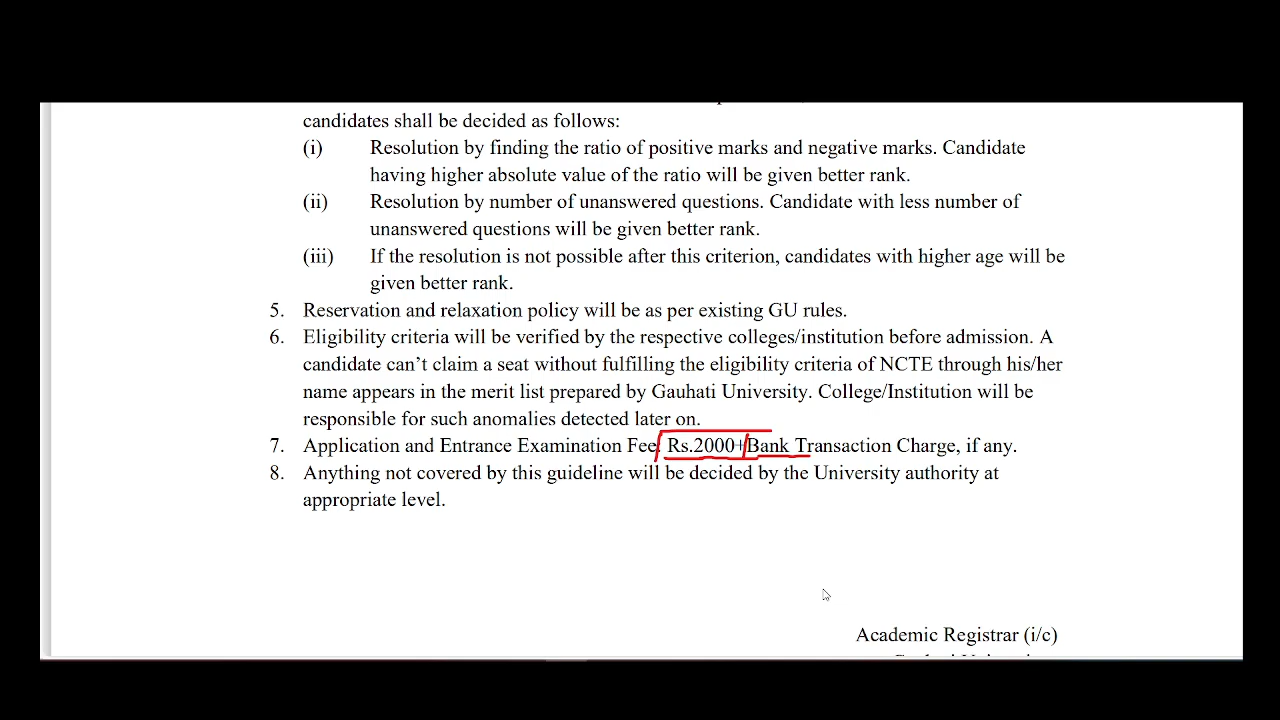 candidates shall be decided as follows:
(i) Resolution by finding the ratio of positive marks and negative marks. Candidate
having higher absolute value of the ratio will be given better rank.
(ii) Resolution by number of unanswered questions. Candidate with less number of
unanswered questions will be given better rank.
(iii) If the resolution is not possible after this criterion, candidates with higher age will be
given better rank.
5. Reservation and relaxation policy will be as per existing GU rules.
6. Eligibility criteria will be verified by the respective colleges/institution before admission. A
candidate can’t claim a seat without fulfilling the eligibility criteria of NCTE through his/her
name appears in the merit list prepared by Gauhati University. College/Institution will be
responsible for such anomalies detected later on.
7. Application and Entrance Examination Fee: Rs.2000+Bank Transaction Charge, if any.
8. Anything not covered by this guideline will be decided by the University authority at
appropriate level.
Academic Registrar (i/c)